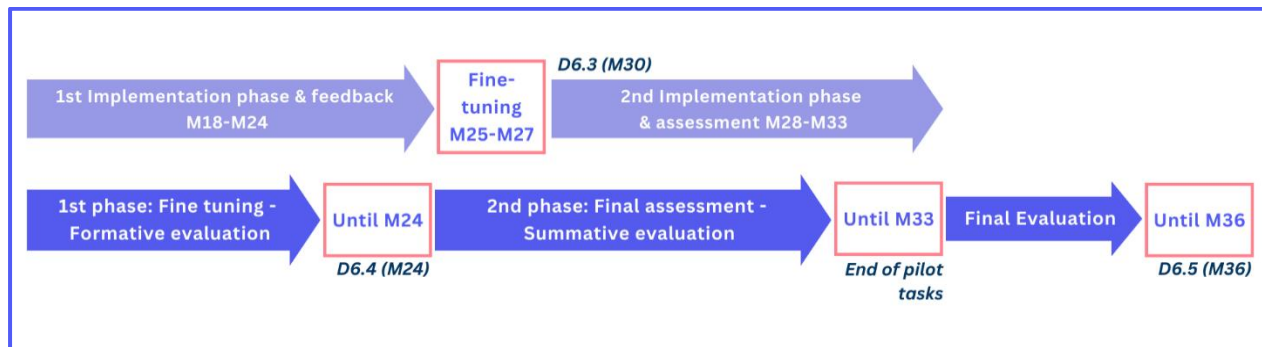 D6.3 (M30)
1st Implementation phase & feedback
M18-M24
Fine-
tuning
M25-M27
2nd Implementation phase
& assessment M28-M33
1st phase: Fine tuning -
Formative evaluation
Until M24
D6.4 (M24)
2nd phase: Final assessment -
Summative evaluation
Until M33
End of pilot
tasks
Final Evaluation
Until M36
D6.5 (M36)